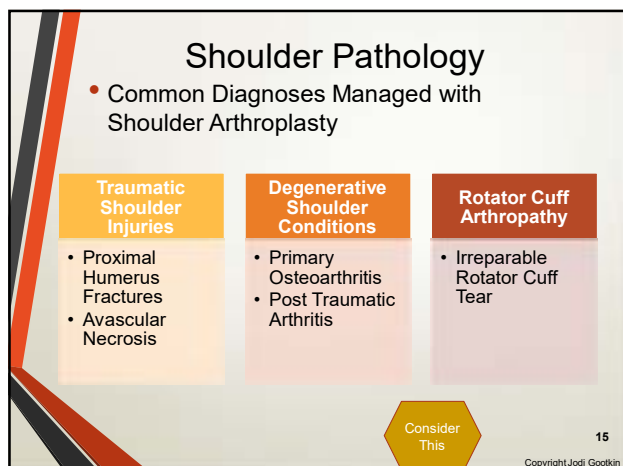 Shoulder Pathology
• Common Diagnoses Managed with
Shoulder Arthroplasty
Traumatic
Shoulder
Injuries
• Proximal
Humerus
Fractures
• Avascular
Necrosis
Degenerative
Shoulder
Conditions
• Primary
Osteoarthritis
• Post Traumatic
Arthritis
Rotator Cuff
Arthropathy
• Irreparable
Rotator Cuff
Tear
Consider
This
15
Copyright Jodi Gootkin